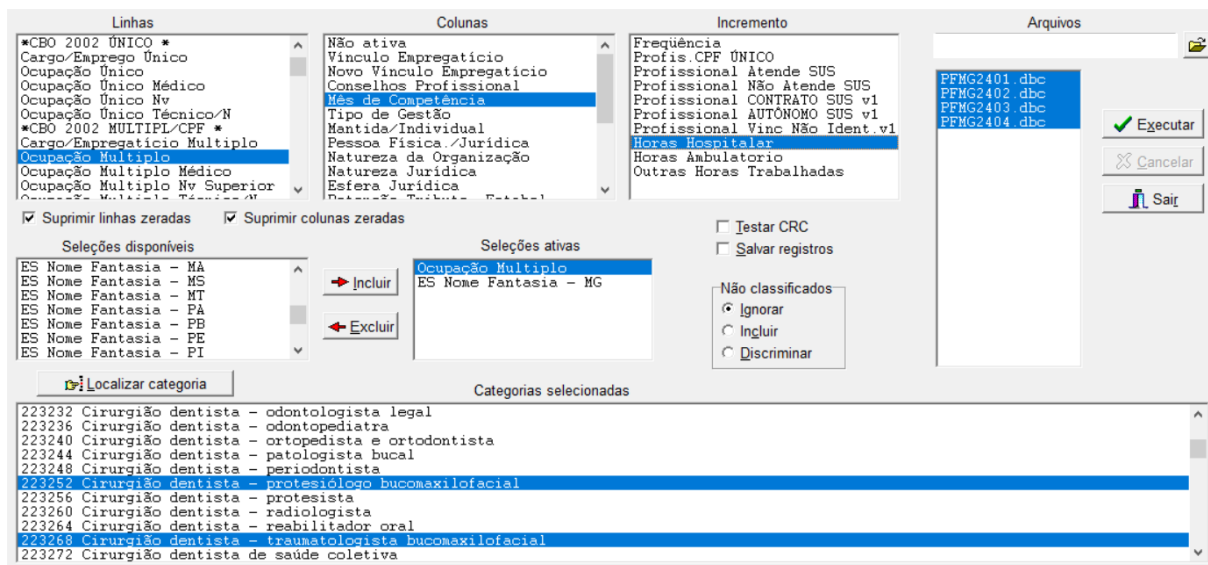 Linhas
*CBO 2002 ÚNICO *
Cargo/Emprego Único
Ocupação Único
Ocupação Único Médico
Ocupação Único Nv
Ocupação Único Técnico/N
*CBO 2002 MULTIPL/CPF *
Cargo/Empregatício Multiplo
Ocupação Multiplo
Ocupação Multiplo Médico
Ocupação Multiplo Nv Superior
Ocupação Multiplo Técnico/N
Colunas
Não ativa
Vínculo Empregatício
Novo Vínculo Empregatício
Conselhos Profissional
Mês de Competência
Tipo de Gestão
Mantida/Individual
Pessoa Física./Jurídica
Natureza da Organização
Natureza Jurídica
Esfera Jurídica
Incremento
Freqüência
Profis.CPF ÚNICO
Profissional Atende SUS
Profissional Não Atende SUS
Profissional CONTRATO SUS v1
Profissional AUTÔNOMO SUS v1
Profissional Vinc Não Ident.v1
Horas Hospitalar
Horas Ambulatorio
Outras Horas Trabalhadas
Arquivos
PFMG2401.dbc
PFMG2402.dbc
PFMG2403.dbc
PFMG2404.dbc
Executar
Cancelar
Sair
Suprimir linhas zeradas
Suprimir colunas zeradas
Testar CRC
Salvar registros
Seleções disponíveis
ES Nome Fantasia - MA
ES Nome Fantasia - MS
ES Nome Fantasia - MT
ES Nome Fantasia - PA
ES Nome Fantasia - PB
ES Nome Fantasia - PE
ES Nome Fantasia - PI
Incluir
Excluir
Seleções ativas
Ocupação Multiplo
ES Nome Fantasia - MG
Não classificados
Ignorar
Incluir
Discriminar
Localizar categoria
Categorias selecionadas
223232 Cirurgião dentista - odontologista legal
223236 Cirurgião dentista - odontopediatra
223240 Cirurgião dentista - ortopedista e ortodontista
223244 Cirurgião dentista - patologista bucal
223248 Cirurgião dentista - periodontista
223252 Cirurgião dentista - protesiólogo bucomaxilofacial
223256 Cirurgião dentista - protesista
223260 Cirurgião dentista - radiologista
223264 Cirurgião dentista - reabilitador oral
223268 Cirurgião dentista - traumatologista bucomaxilofacial
223272 Cirurgião dentista de saúde coletiva